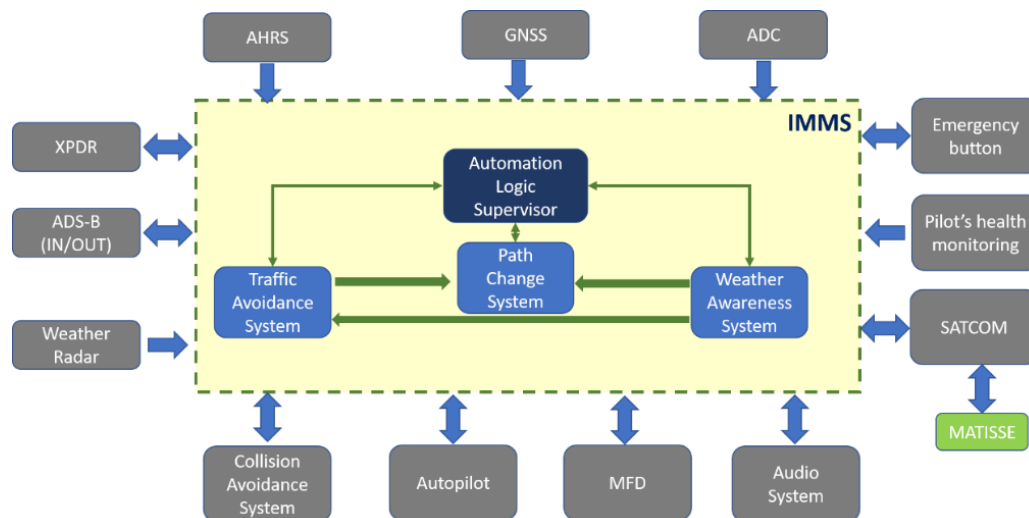 AHRS
GNSS
ADC
IMMS
XPDR
Emergency
button
Automation
Logic
Supervisor
ADS-B
(IN/OUT)
Pilot's health
monitoring
Traffic
Avoidance
System
Path
Change
System
Weather
Awareness
System
Weather
Radar
SATCOM
MATISSE
Collision
Avoidance
System
Autopilot
MFD
Audio
System